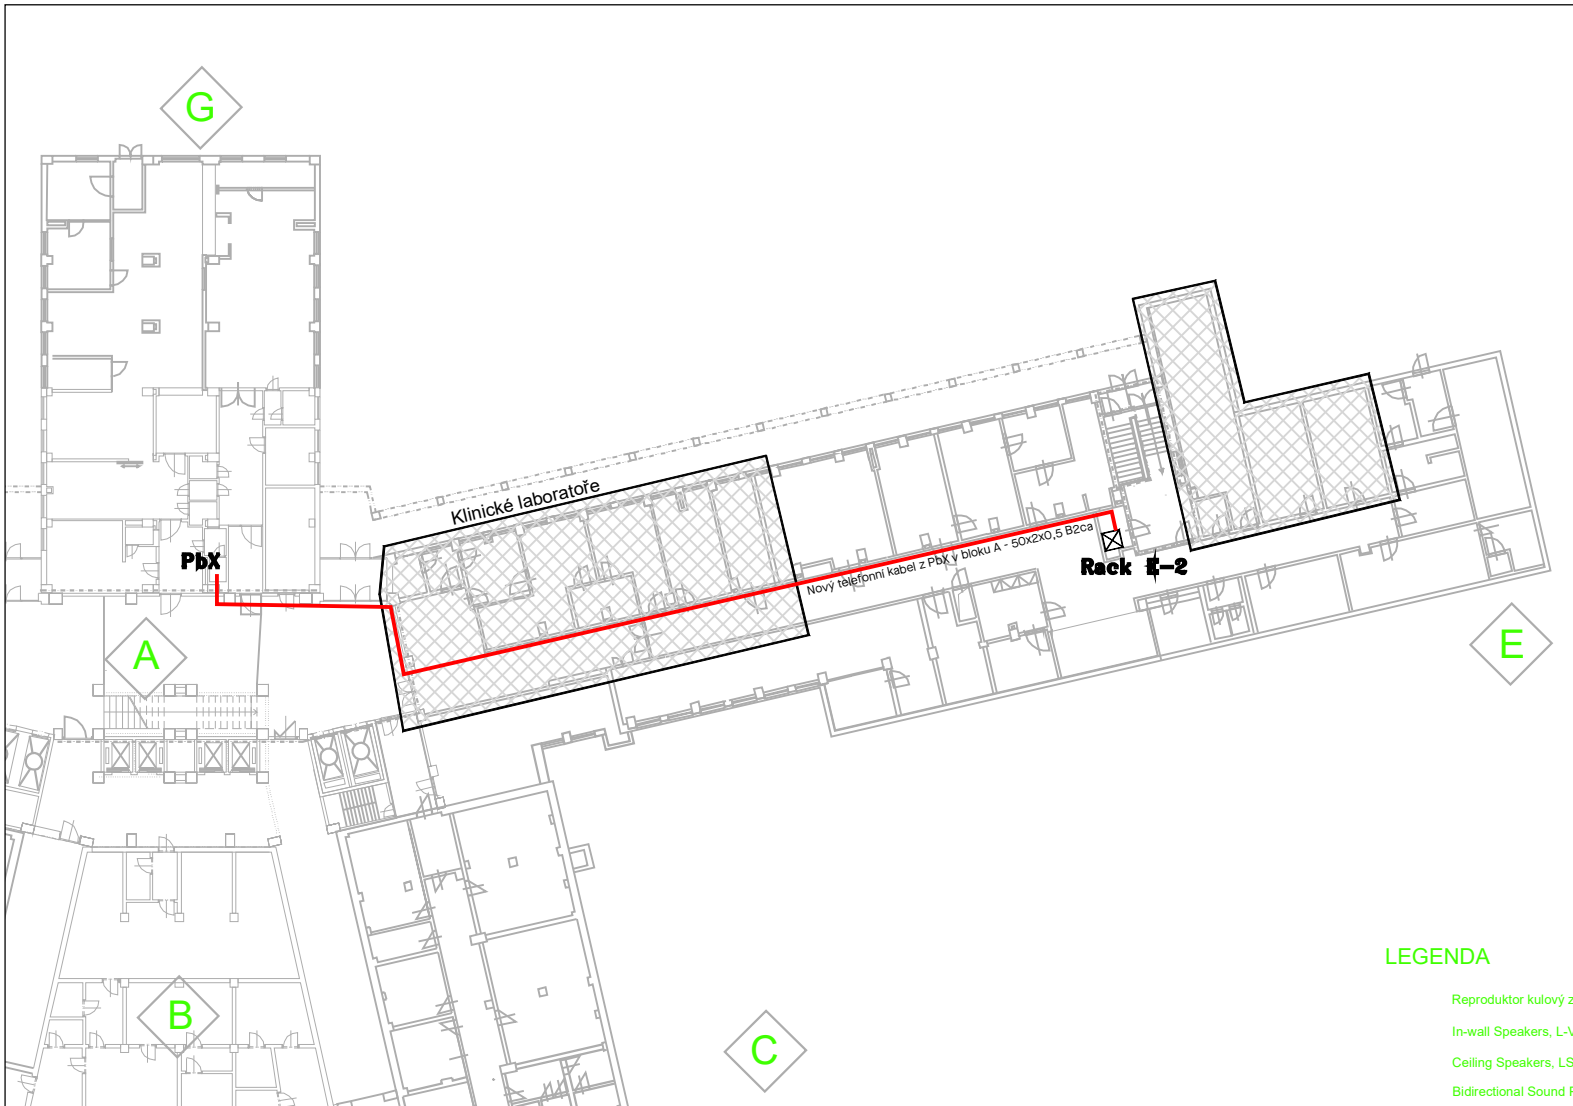 G
Klinické laboratoře
PbX
Nový telefonní kabel z PbX v bloku A - 50x2x0,5 B2ca
Rack E-2
A
E
B
C
LEGENDA
Reproduktor kulový z
In-wall Speakers, L-V
Ceiling Speakers, LS
Bidirectional Sound P